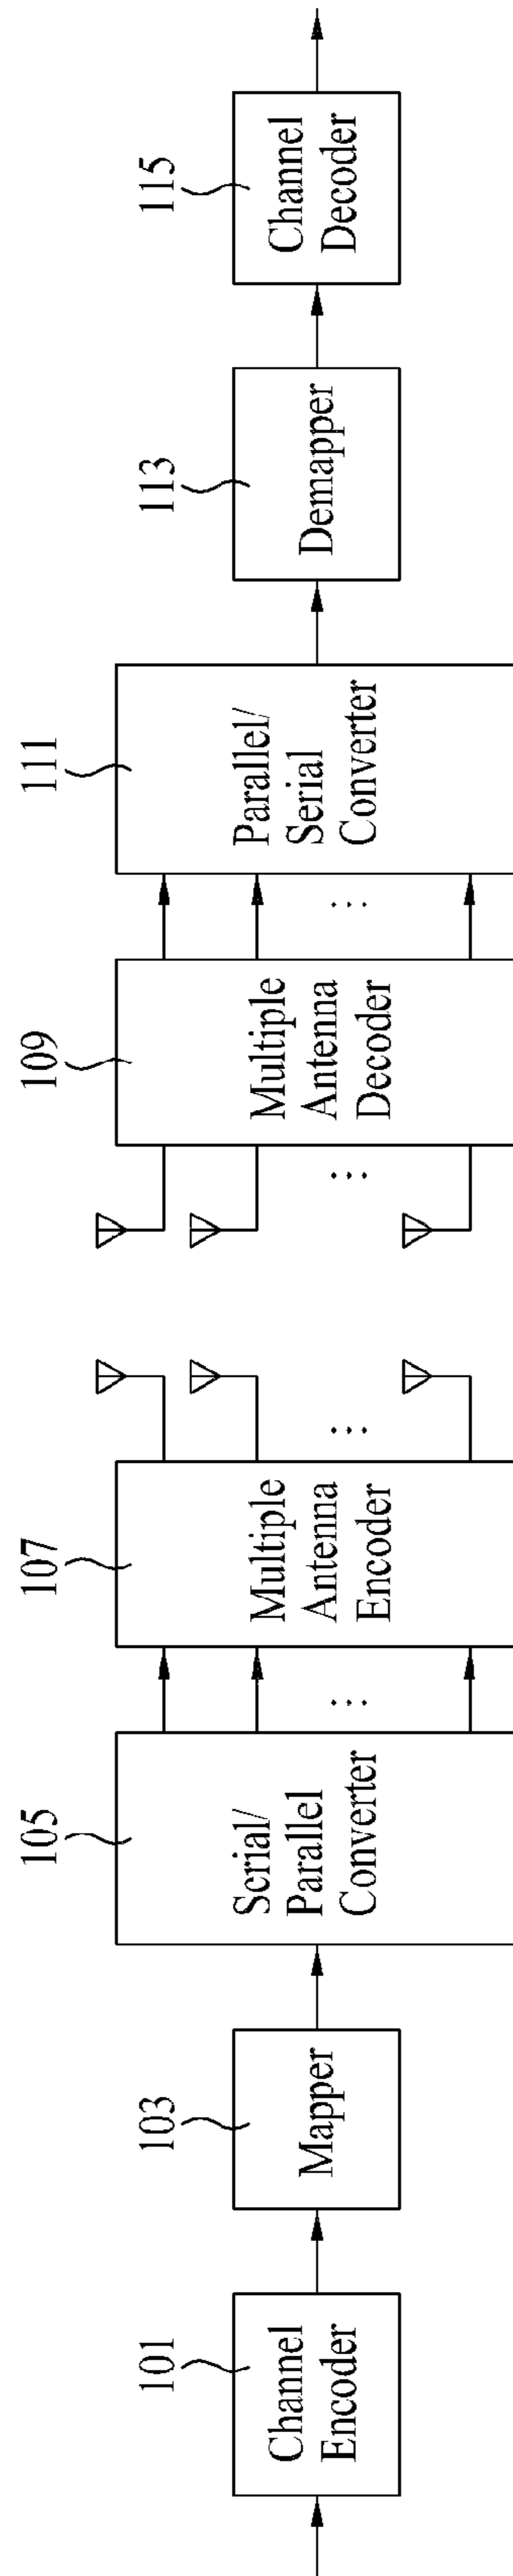 101
Channel
Encoder
103
Mapper
105
Serial/
Parallel
Converter
107
Multiple
Antenna
Encoder
109
Multiple
Antenna
Decoder
111
Parallel/
Serial
Converter
113
Demapper
115
Channel
Decoder